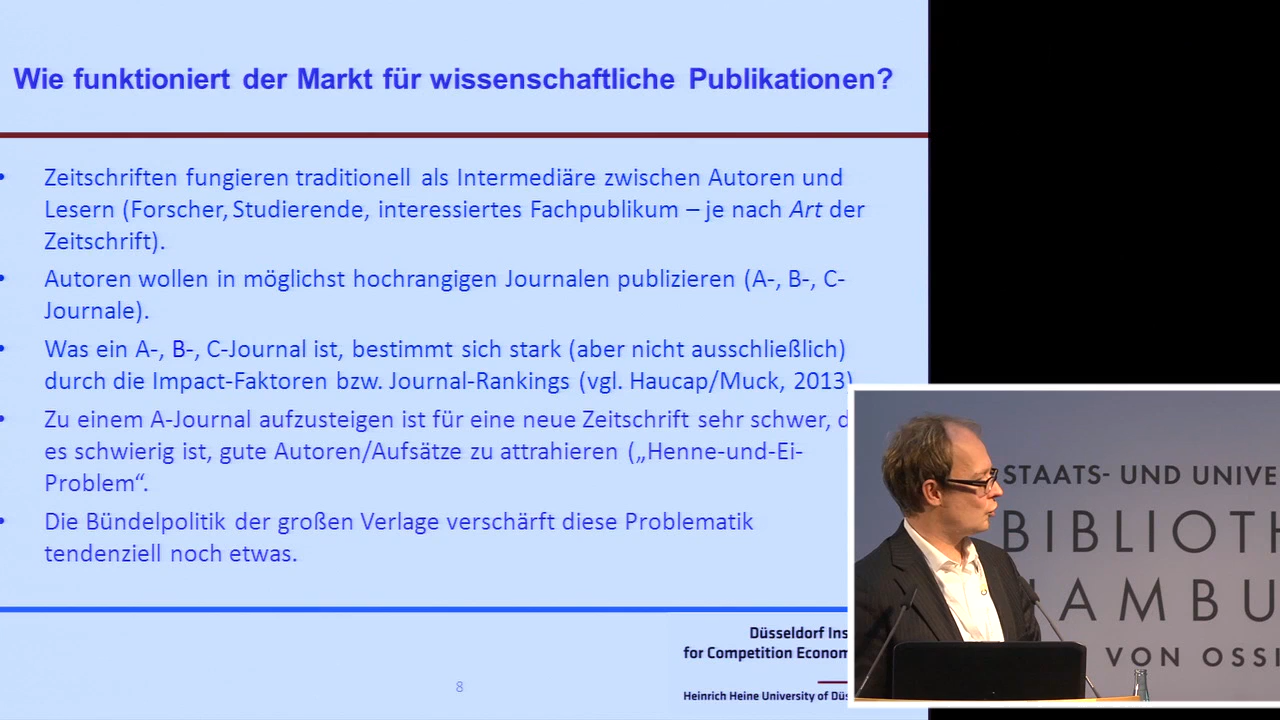 Wie funktioniert der Markt für wissenschaftliche Publikationen?
• Zeitschriften fungieren traditionell als Intermediäre zwischen Autoren und
Lesern (Forscher, Studierende, interessiertes Fachpublikum – je nach Art der
Zeitschrift).
• Autoren wollen in möglichst hochrangigen Journalen publizieren (A-, B-, C-
Journale).
• Was ein A-, B-, C-Journal ist, bestimmt sich stark (aber nicht ausschließlich)
durch die Impact-Faktoren bzw. Journal-Rankings (vgl. Haucap/Muck, 2013)
• Zu einem A-Journal aufzusteigen ist für eine neue Zeitschrift sehr schwer, d
es schwierig ist, gute Autoren/Aufsätze zu attrahieren („Henne-und-Ei-
Problem“.
• Die Bündelpolitik der großen Verlage verschärft diese Problematik
tendenziell noch etwas.
Düsseldorf Ins
for Competition Econom
8
Heinrich Heine University of Düs
STAATS- UND UNIVE
BIBLIOTH
HAMBU
VON OSSI